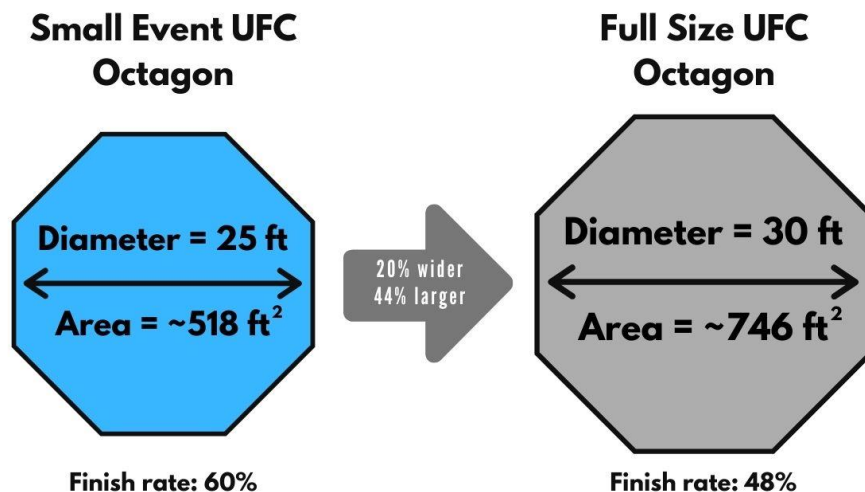 Small Event UFC
Octagon
Diameter = 25 ft
Area = ~518 ft²
Finish rate: 60%
20% wider
44% larger
Full Size UFC
Octagon
Diameter = 30 ft
Area = ~746 ft²
Finish rate: 48%